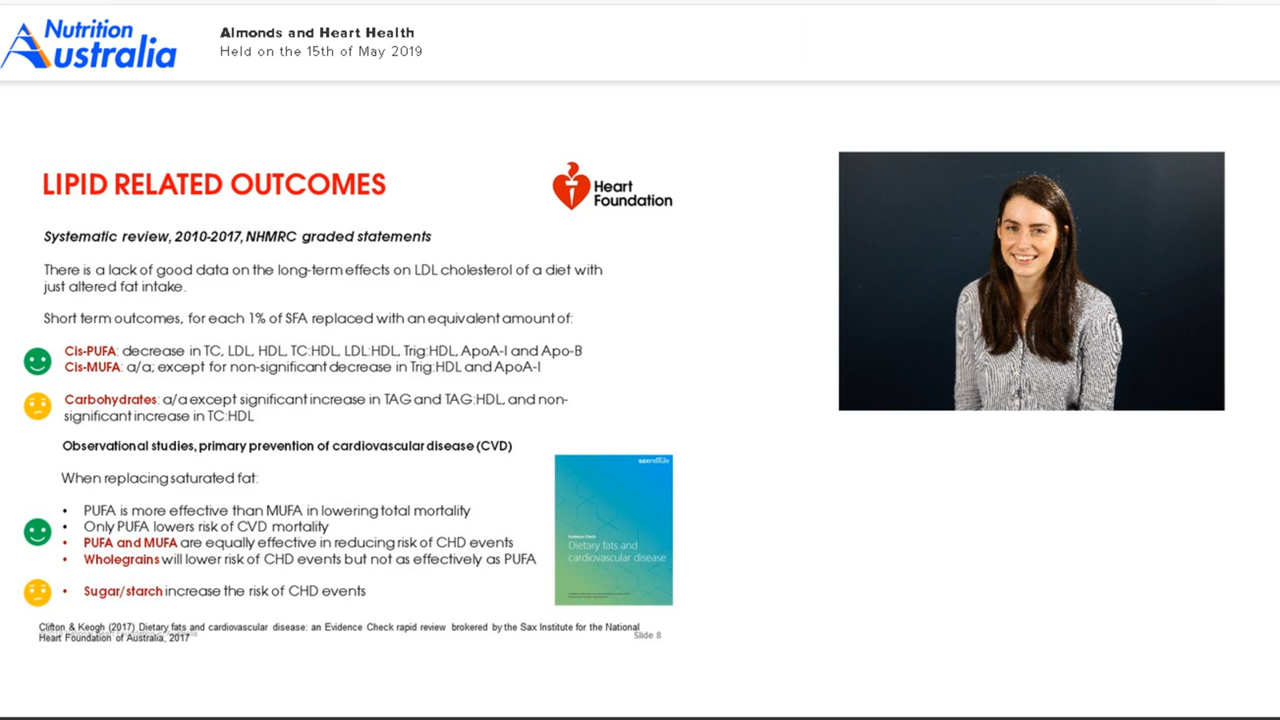 Nutrition
Australia
Almonds and Heart Health
Held on the 15th of May 2019
LIPID RELATED OUTCOMES
Heart
Foundation
Systematic review, 2010-2017, NHMRC graded statements
There is a lack of good data on the long-term effects on LDL cholesterol of a diet with
just altered fat intake.
Short term outcomes, for each 1% of SFA replaced with an equivalent amount of:
Cis-PUFA: decrease in TC, LDL, HDL, TC:HDL, LDL:HDL, Trig:HDL, ApoA-I and Apo-B
Cis-MUFA: a/a; except for non-significant decrease in Trig:HDL and ApoA-I
Carbohydrates: a/a except significant increase in TAG and TAG:HDL, and non-
significant increase in TC:HDL
Observational studies, primary prevention of cardiovascular disease (CVD)
When replacing saturated fat:
• PUFA is more effective than MUFA in lowering total mortality
• Only PUFA lowers risk of CVD mortality
• PUFA and MUFA are equally effective in reducing risk of CHD events
• Wholegrains will lower risk of CHD events but not as effectively as PUFA
• Sugar/starch increase the risk of CHD events
saxinstitute
Evidence Check
Dietary fats and
cardiovascular disease
Clifton & Keogh (2017) Dietary fats and cardiovascular disease: an Evidence Check rapid review brokered by the Sax Institute for the National
Heart Foundation of Australia, 2017
Slide 8